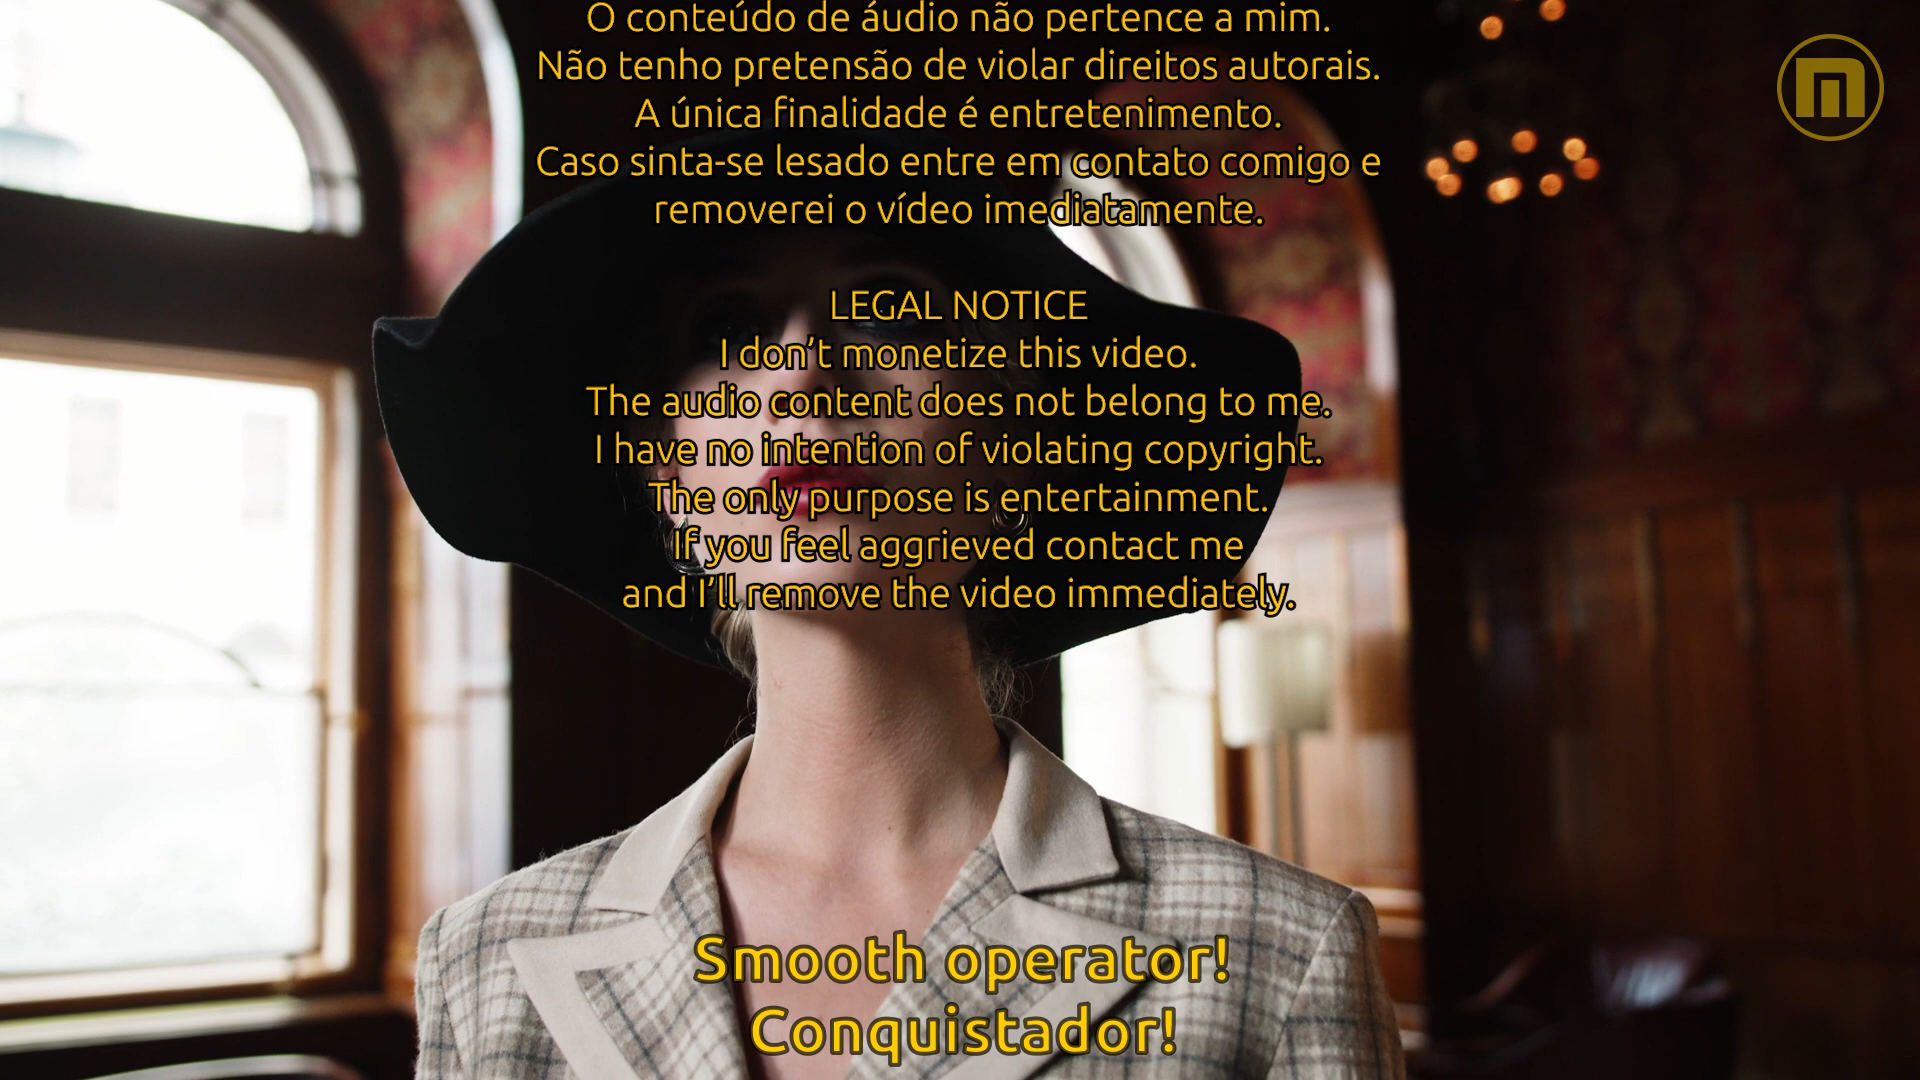 O conteúdo de áudio não pertence a mim.
Não tenho pretensão de violar direitos autorais.
A única finalidade é entretenimento.
Caso sinta-se lesado entre em contato comigo e
removerei o vídeo imediatamente.
LEGAL NOTICE
I don’t monetize this video.
The audio content does not belong to me.
I have no intention of violating copyright.
The only purpose is entertainment.
If you feel aggrieved contact me
and I’ll remove the video immediately.
Smooth operator!
Conquistador!